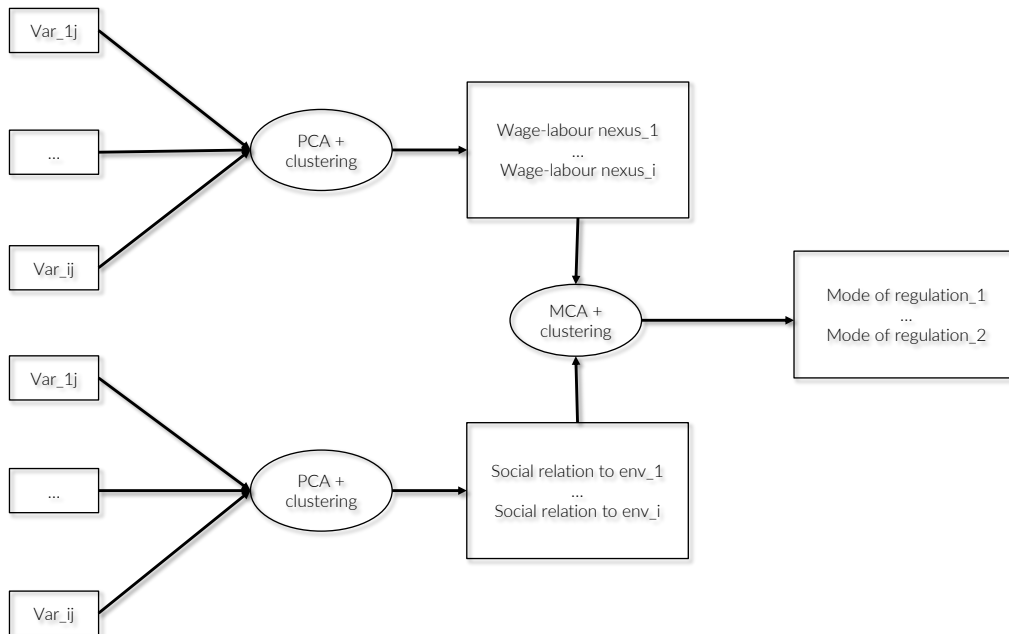 Var_1j
...
Var_ij
PCA +
clustering
Wage-labour nexus_1
...
Wage-labour nexus_i
MCA +
clustering
Mode of regulation_1
...
Mode of regulation_2
Var_1j
...
Var_ij
PCA +
clustering
Social relation to env_1
...
Social relation to env_i